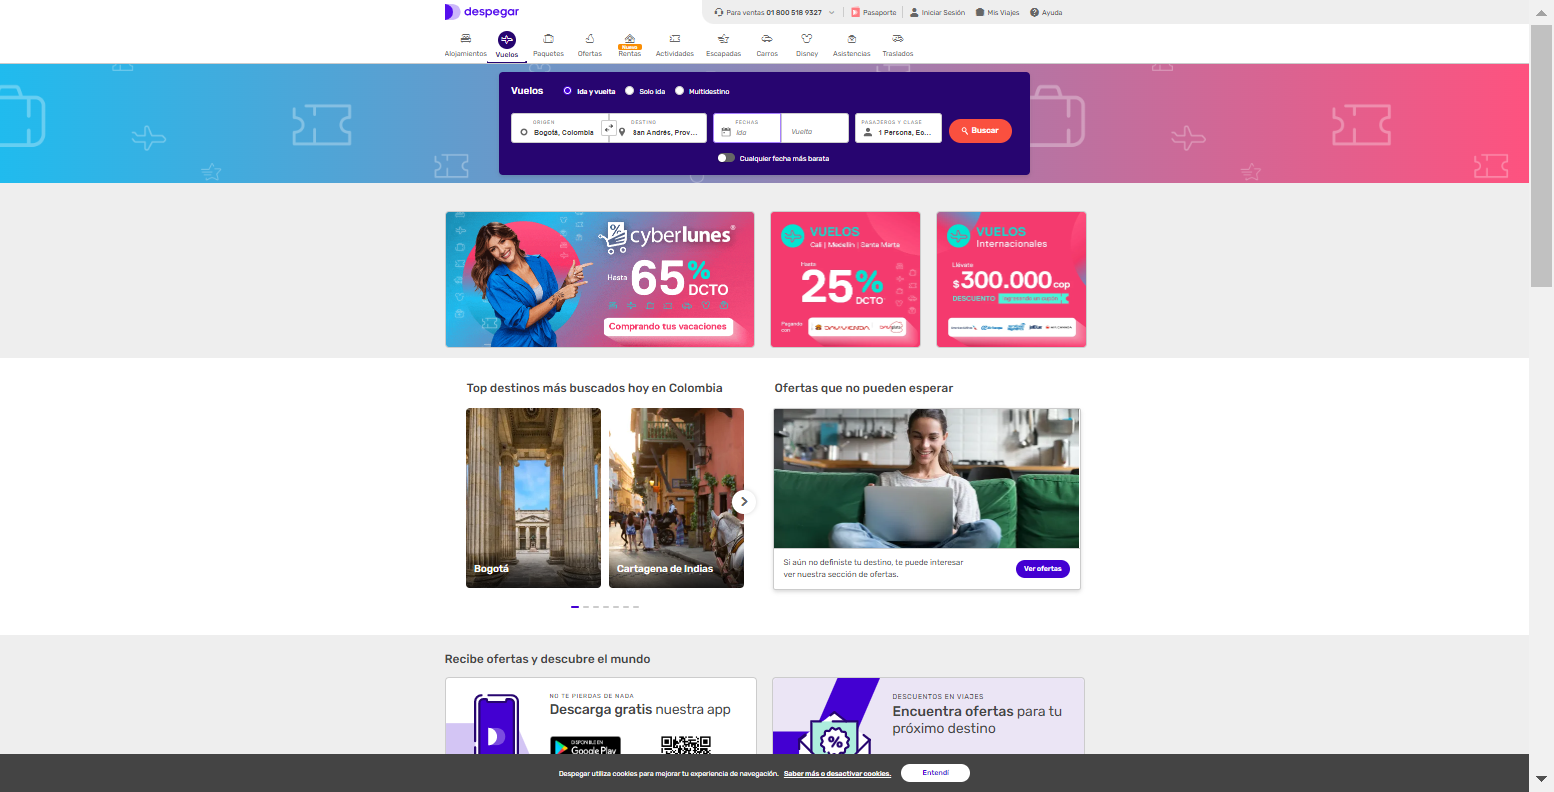 despegar
Para ventas 01 800 518 9327
Pasaporte
Iniciar Sesión
Mis Viajes
Ayuda
Alojamientos
Vuelos
Paquetes
Ofertas
Nuevo
Rentas
Actividades
Escapadas
Carros
Disney
Asistencias
Traslados
Vuelos
Ida y vuelta
Solo ida
Multidestino
ORIGEN
Bogotá, Colombia
DESTINO
San Andrés, Prov...
FECHAS
Ida
Vuelta
PASAJEROS Y CLASE
1 Persona, Ec...
Buscar
Cualquier fecha más barata
cyberlunes®
Hasta 65% DCTO
Comprando tus vacaciones
VUELOS
Cali | Medellín | Santa Marta
Hasta
25% DCTO
Pagando
con
DAVIVIENDA
VUELOS
Internacionales
Llévate
$300.000 cop
DESCUENTO ingresando un cupón
Top destinos más buscados hoy en Colombia
Bogotá
Cartagena de Indias
Ofertas que no pueden esperar
Si aún no definiste tu destino, te puede interesar
ver nuestra sección de ofertas.
Ver ofertas
Recibe ofertas y descubre el mundo
NO TE PIERDAS DE NADA
Descarga gratis nuestra app
DISPONIBLE EN
Google Play
DESCUENTOS EN VIAJES
Encuentra ofertas para tu
próximo destino
Despegar utiliza cookies para mejorar tu experiencia de navegación. Saber más o desactivar cookies.
Entendí